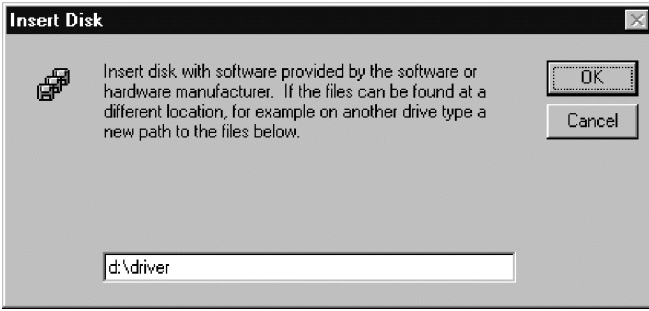 Insert Disk
Insert disk with software provided by the software or
hardware manufacturer.  If the files can be found at a
different location, for example on another drive type a
new path to the files below.
OK
Cancel
d:\driver